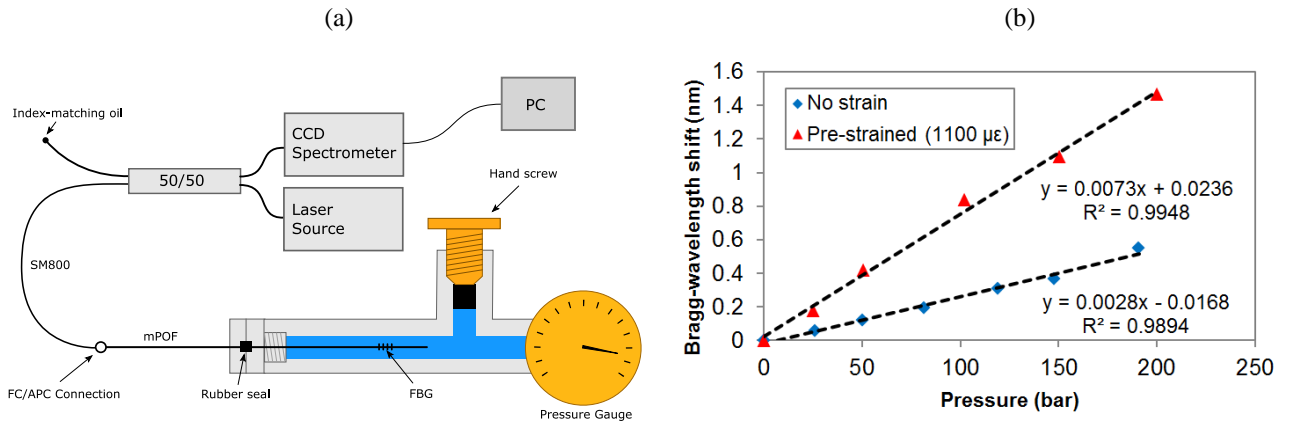 (a)
Index-matching oil
50/50
CCD
Spectrometer
PC
Laser
Source
Hand screw
SM800
mPOF
FC/APC Connection
Rubber seal
FBG
Pressure Gauge
(b)
Bragg-wavelength shift (nm)
1.6
1.4
1.2
1
0.8
0.6
0.4
0.2
0
No strain
Pre-strained (1100 µε)
y = 0.0073x + 0.0236
R² = 0.9948
y = 0.0028x - 0.0168
R² = 0.9894
0 50 100 150 200 250
Pressure (bar)